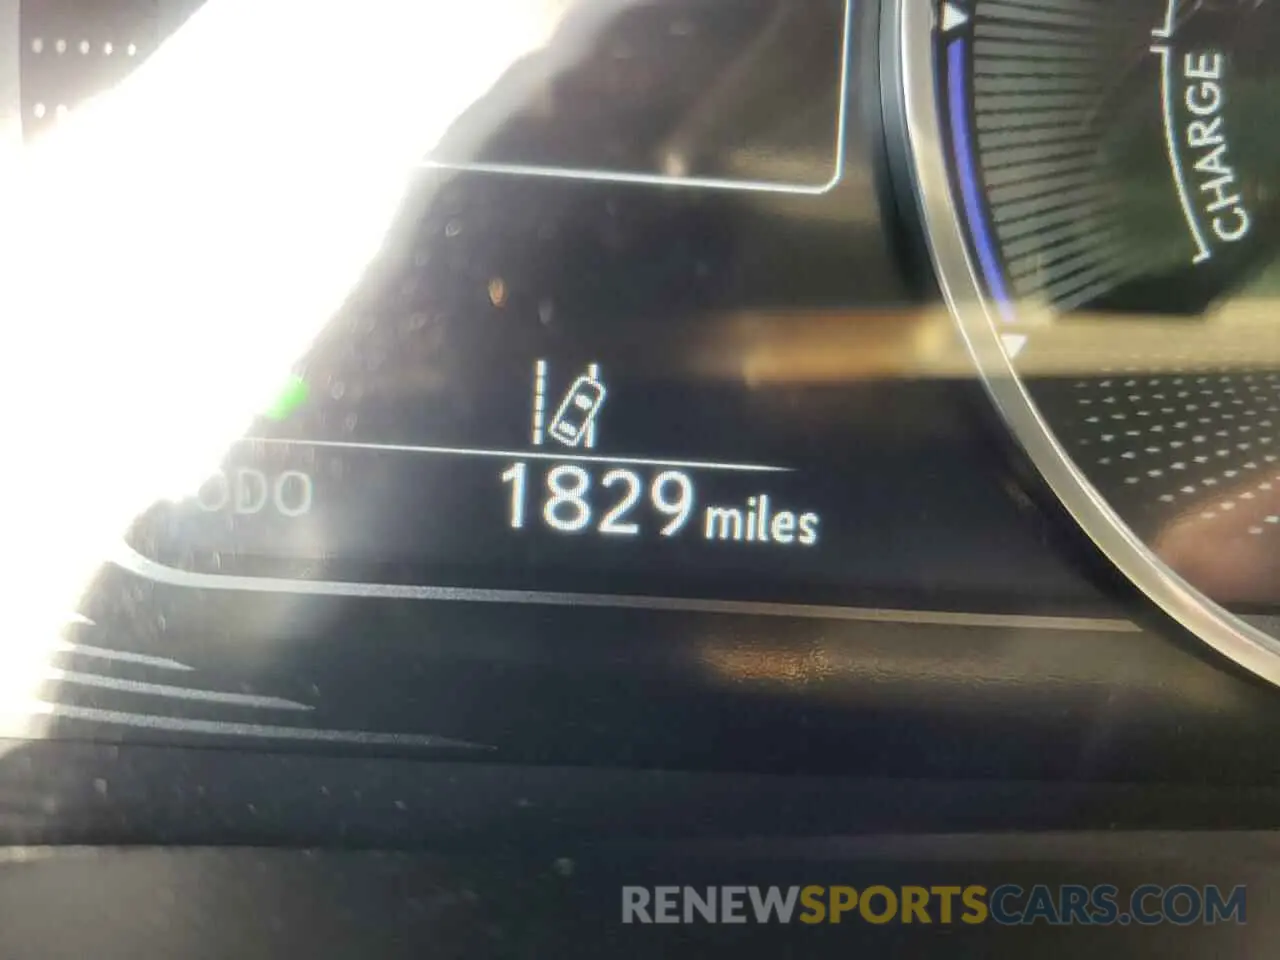 CHARGE
ODO 1829 miles
RENEWSPORTSCARS.COM